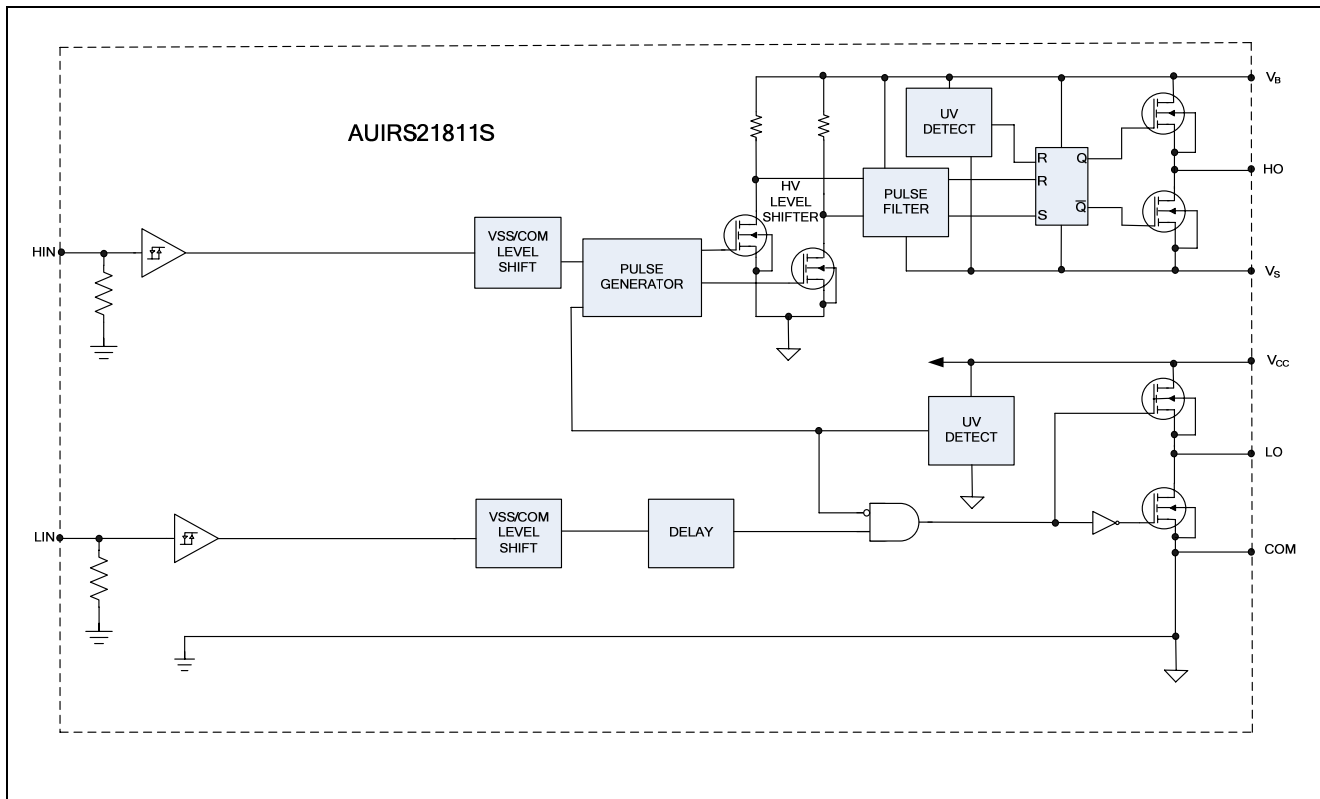 AUIRS21811S
VB
UV
DETECT
R
Q
HO
R
HV
LEVEL
SHIFTER
PULSE
FILTER
S
Q̅
HIN
VSS/COM
LEVEL
SHIFT
PULSE
GENERATOR
VS
VCC
UV
DETECT
LO
LIN
VSS/COM
LEVEL
SHIFT
DELAY
COM